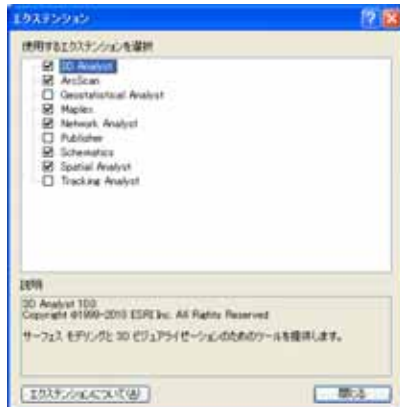 エクステンション
使用するエクステンションを選択
3D Analyst
ArcScan
Geostatistical Analyst
Maplex
Network Analyst
Publisher
Schematics
Spatial Analyst
Tracking Analyst
説明
3D Analyst 10.0
Copyright ©1999-2010 ESRI Inc. All Rights Reserved
サーフェス モデリングと 3D ビジュアライゼーションのためのツールを提供します。
エクステンションについて(A)
閉じる